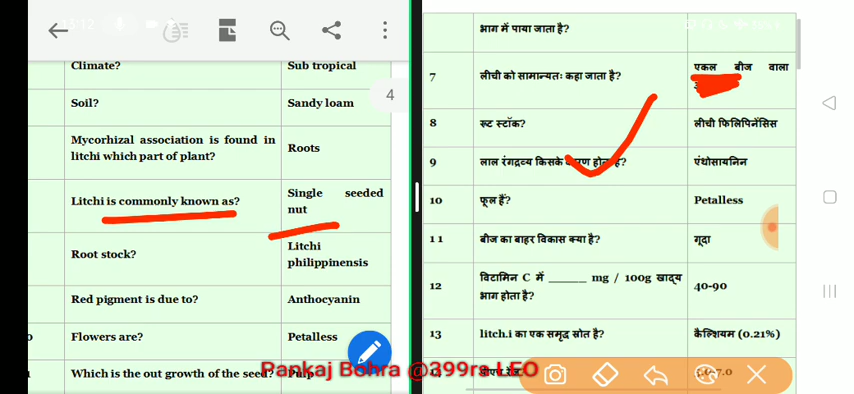 Climate? Sub tropical
4
Soil? Sandy loam
Mycorhizal association is found in
litchi which part of plant? Roots
Litchi is commonly known as? Single seeded
nut
Root stock? Litchi
philippinensis
Red pigment is due to? Anthocyanin
Flowers are? Petalless
Which is the out growth of the seed? Pulp
भाग में पाया जाता है?
7 लीची को सामान्यतः कहा जाता है? एकल बीज वाला
8 रूट स्टॉक? लीची फिलिपिनेंसिस
9 लाल रंगद्रव्य किसके कारण होता है? एंथोसायनिन
10 फूल हैं? Petalless
11 बीज का बाहर विकास क्या है? गूदा
12 विटामिन C में ______ mg / 100g खाद्य
भाग होता है? 40-90
13 litch.i का एक समृद्ध स्रोत है? कैल्शियम (0.21%)
Pankaj Bohra @399rs LEO